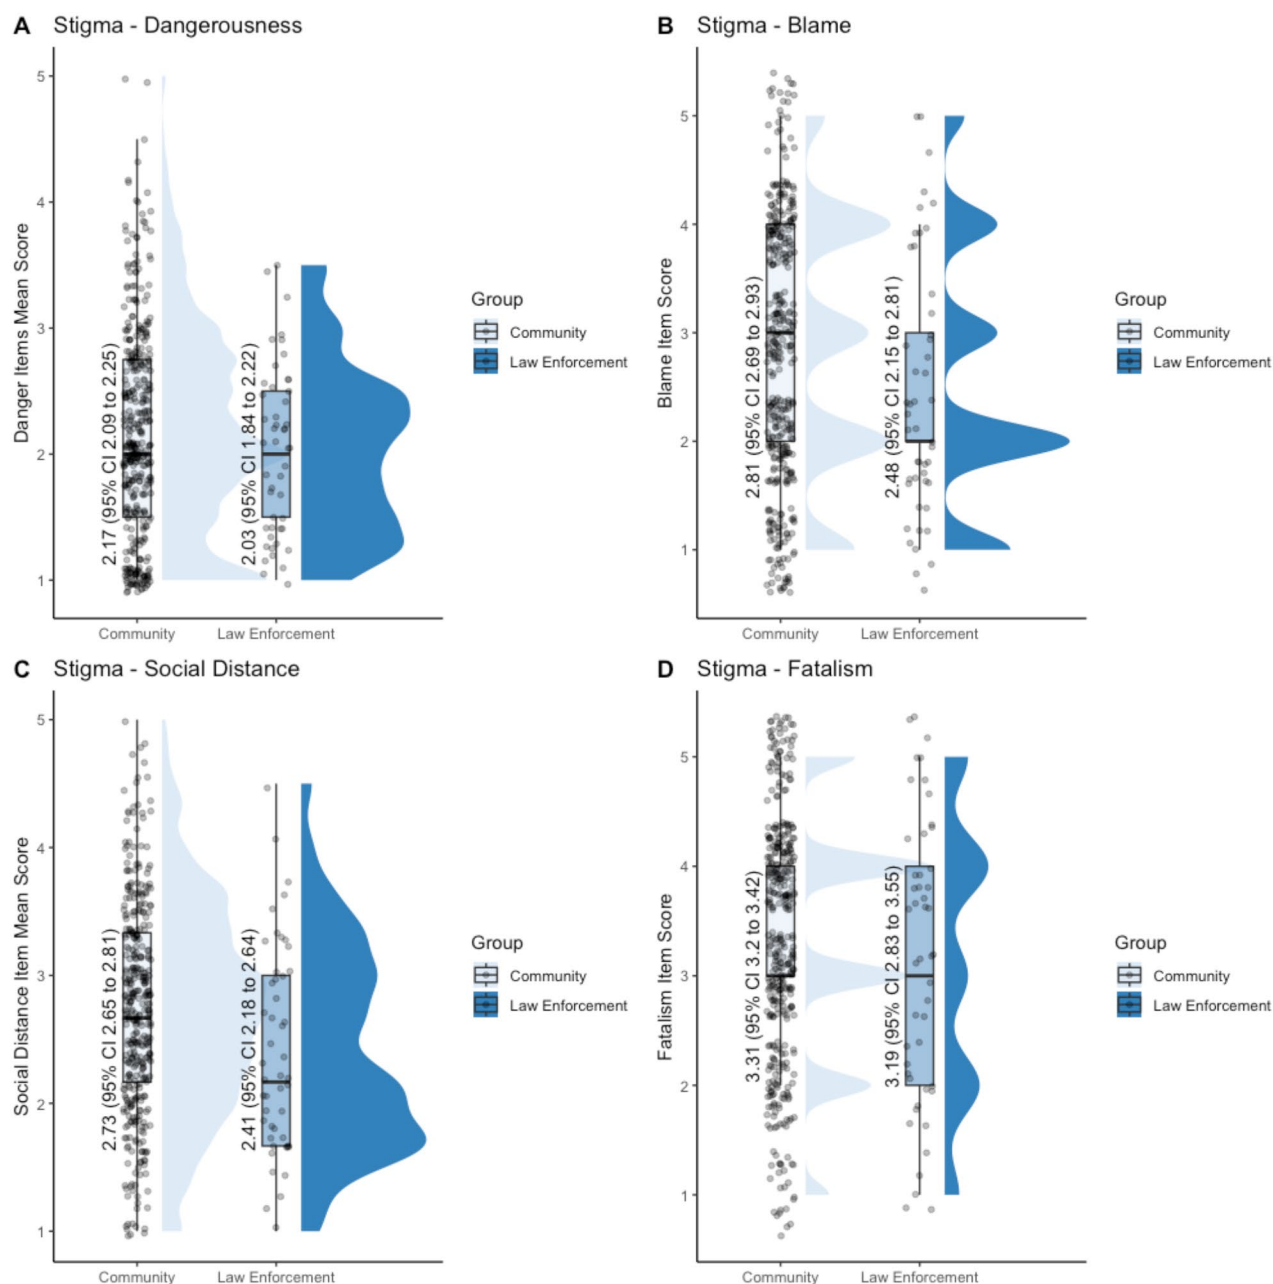 A Stigma - Dangerousness
5
4
3
2
1
Danger Items Mean Score
2.17 (95% CI 2.09 to 2.25)
2.03 (95% CI 1.84 to 2.22)
Community
Law Enforcement
Group
Community
Law Enforcement
B Stigma - Blame
5
4
3
2
1
Blame Item Score
2.81 (95% CI 2.69 to 2.93)
2.48 (95% CI 2.15 to 2.81)
Community
Law Enforcement
Group
Community
Law Enforcement
C Stigma - Social Distance
5
4
3
2
1
Social Distance Item Mean Score
2.73 (95% CI 2.65 to 2.81)
2.41 (95% CI 2.18 to 2.64)
Community
Law Enforcement
Group
Community
Law Enforcement
D Stigma - Fatalism
5
4
3
2
1
Fatalism Item Score
3.31 (95% CI 3.2 to 3.42)
3.19 (95% CI 2.83 to 3.55)
Community
Law Enforcement
Group
Community
Law Enforcement